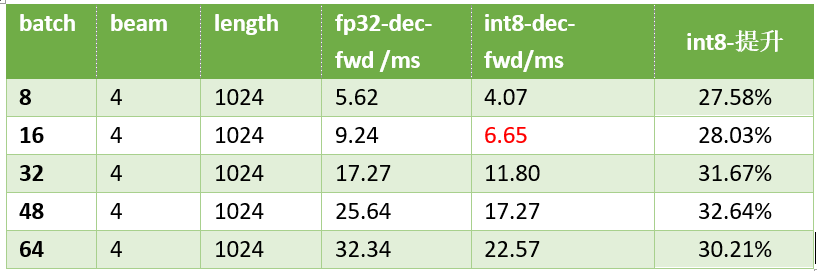 batch beam length fp32-dec-fwd /ms int8-dec-fwd/ms int8-提升
8 4 1024 5.62 4.07 27.58%
16 4 1024 9.24 6.65 28.03%
32 4 1024 17.27 11.80 31.67%
48 4 1024 25.64 17.27 32.64%
64 4 1024 32.34 22.57 30.21%